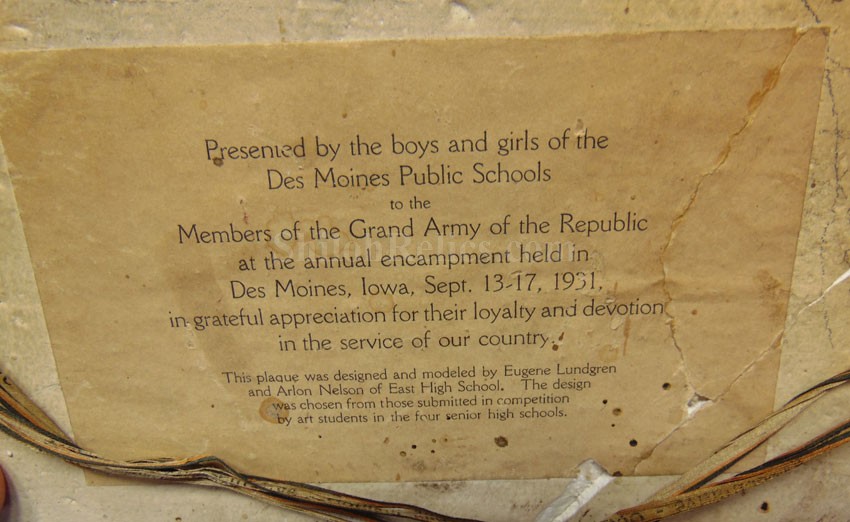 Presented by the boys and girls of the
Des Moines Public Schools
to the
Members of the Grand Army of the Republic
ShilohRelics.com
at the annual encampment held in
Des Moines, Iowa, Sept. 13-17, 1931,
in grateful appreciation for their loyalty and devotion
in the service of our country.
This plaque was designed and modeled by Eugene Lundgren
and Arlon Nelson of East High School. The design
was chosen from those submitted in competition
by art students in the four senior high schools.